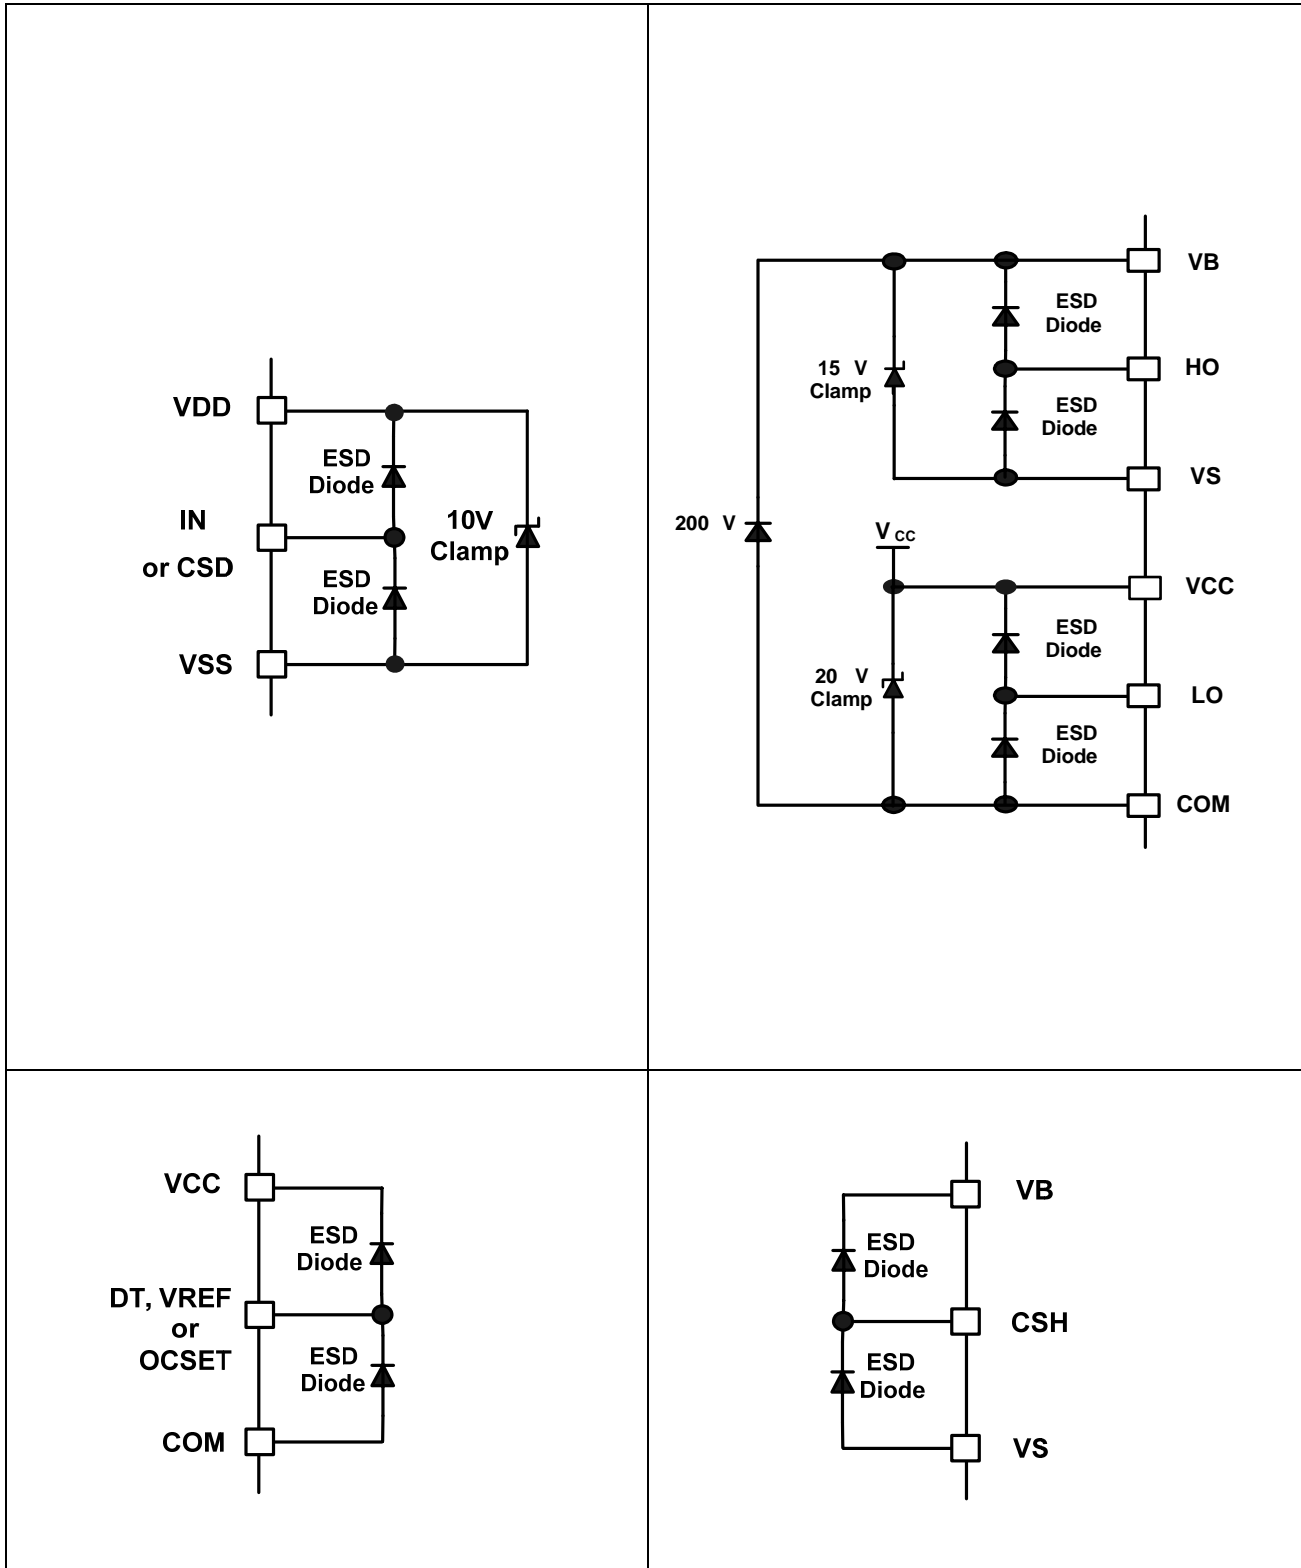 VDD
ESD
Diode
IN
or CSD
10V
Clamp
ESD
Diode
VSS
VB
ESD
Diode
15 V
Clamp
HO
ESD
Diode
VS
200 V
VCC
VCC
ESD
Diode
20 V
Clamp
LO
ESD
Diode
COM
VCC
ESD
Diode
DT, VREF
or
OCSET
ESD
Diode
COM
VB
ESD
Diode
CSH
ESD
Diode
VS